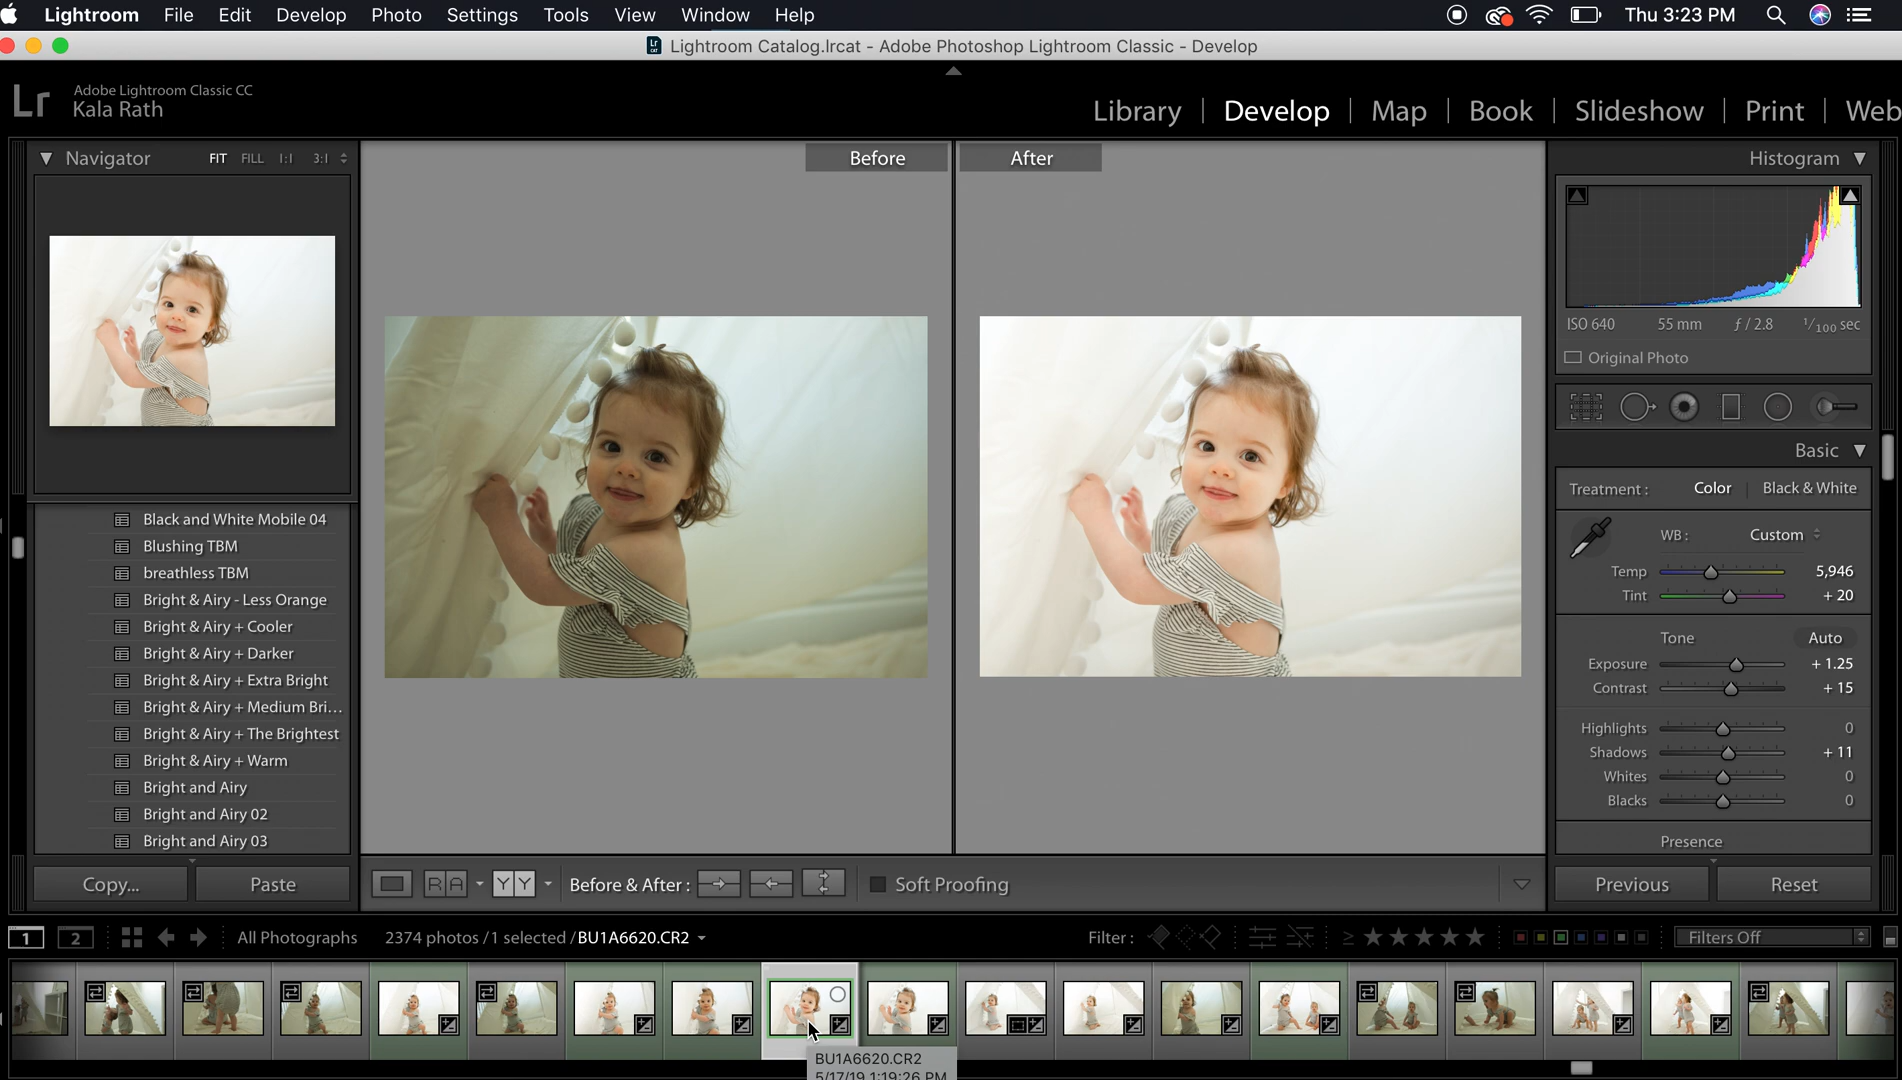 Lightroom File Edit Develop Photo Settings Tools View Window Help Thu 3:23 PM
Lightroom Catalog.lrcat - Adobe Photoshop Lightroom Classic - Develop
Lr Adobe Lightroom Classic CC
Kala Rath
Library | Develop | Map | Book | Slideshow | Print | Web
Navigator FIT FILL 1:1 3:1
Before After
Histogram
ISO 640 55 mm ƒ / 2.8 1/100 sec
Original Photo
Basic
Treatment : Color Black & White
WB : Custom
Temp 5,946
Tint + 20
Tone Auto
Exposure + 1.25
Contrast + 15
Highlights 0
Shadows + 11
Whites 0
Blacks 0
Presence
Previous Reset
Black and White Mobile 04
Blushing TBM
breathless TBM
Bright & Airy - Less Orange
Bright & Airy + Cooler
Bright & Airy + Darker
Bright & Airy + Extra Bright
Bright & Airy + Medium Bri...
Bright & Airy + The Brightest
Bright & Airy + Warm
Bright and Airy
Bright and Airy 02
Bright and Airy 03
Copy... Paste
R A Y Y Before & After : Soft Proofing
1 2 All Photographs 2374 photos / 1 selected / BU1A6620.CR2 Filter : ≥ ★★★★★ Filters Off
BU1A6620.CR2
5/17/19 1:19:26 PM